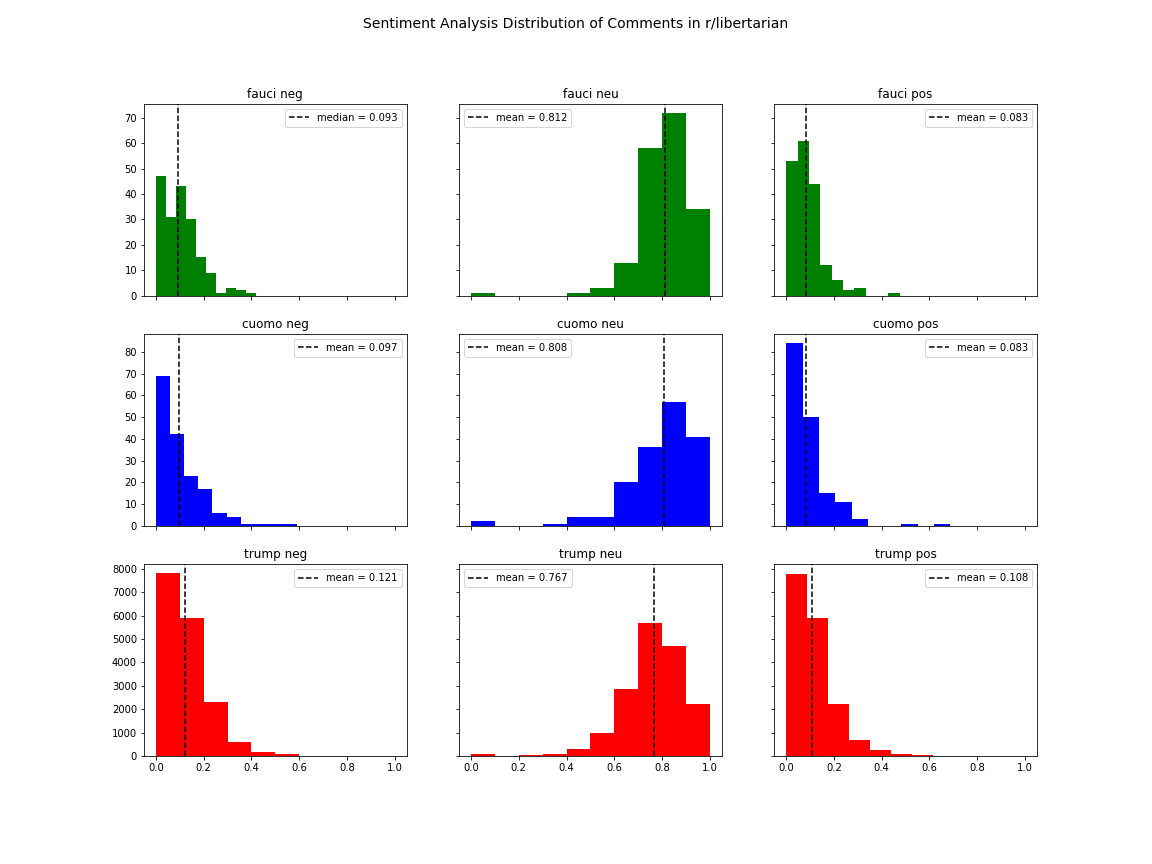 Sentiment Analysis Distribution of Comments in r/libertarian
fauci neg
fauci neu
fauci pos
median = 0.093
mean = 0.812
mean = 0.083
70
60
50
40
30
20
10
0
cuomo neg
cuomo neu
cuomo pos
mean = 0.097
mean = 0.808
mean = 0.083
80
70
60
50
40
30
20
10
0
trump neg
trump neu
trump pos
mean = 0.121
mean = 0.767
mean = 0.108
8000
7000
6000
5000
4000
3000
2000
1000
0
0.0 0.2 0.4 0.6 0.8 1.0
0.0 0.2 0.4 0.6 0.8 1.0
0.0 0.2 0.4 0.6 0.8 1.0